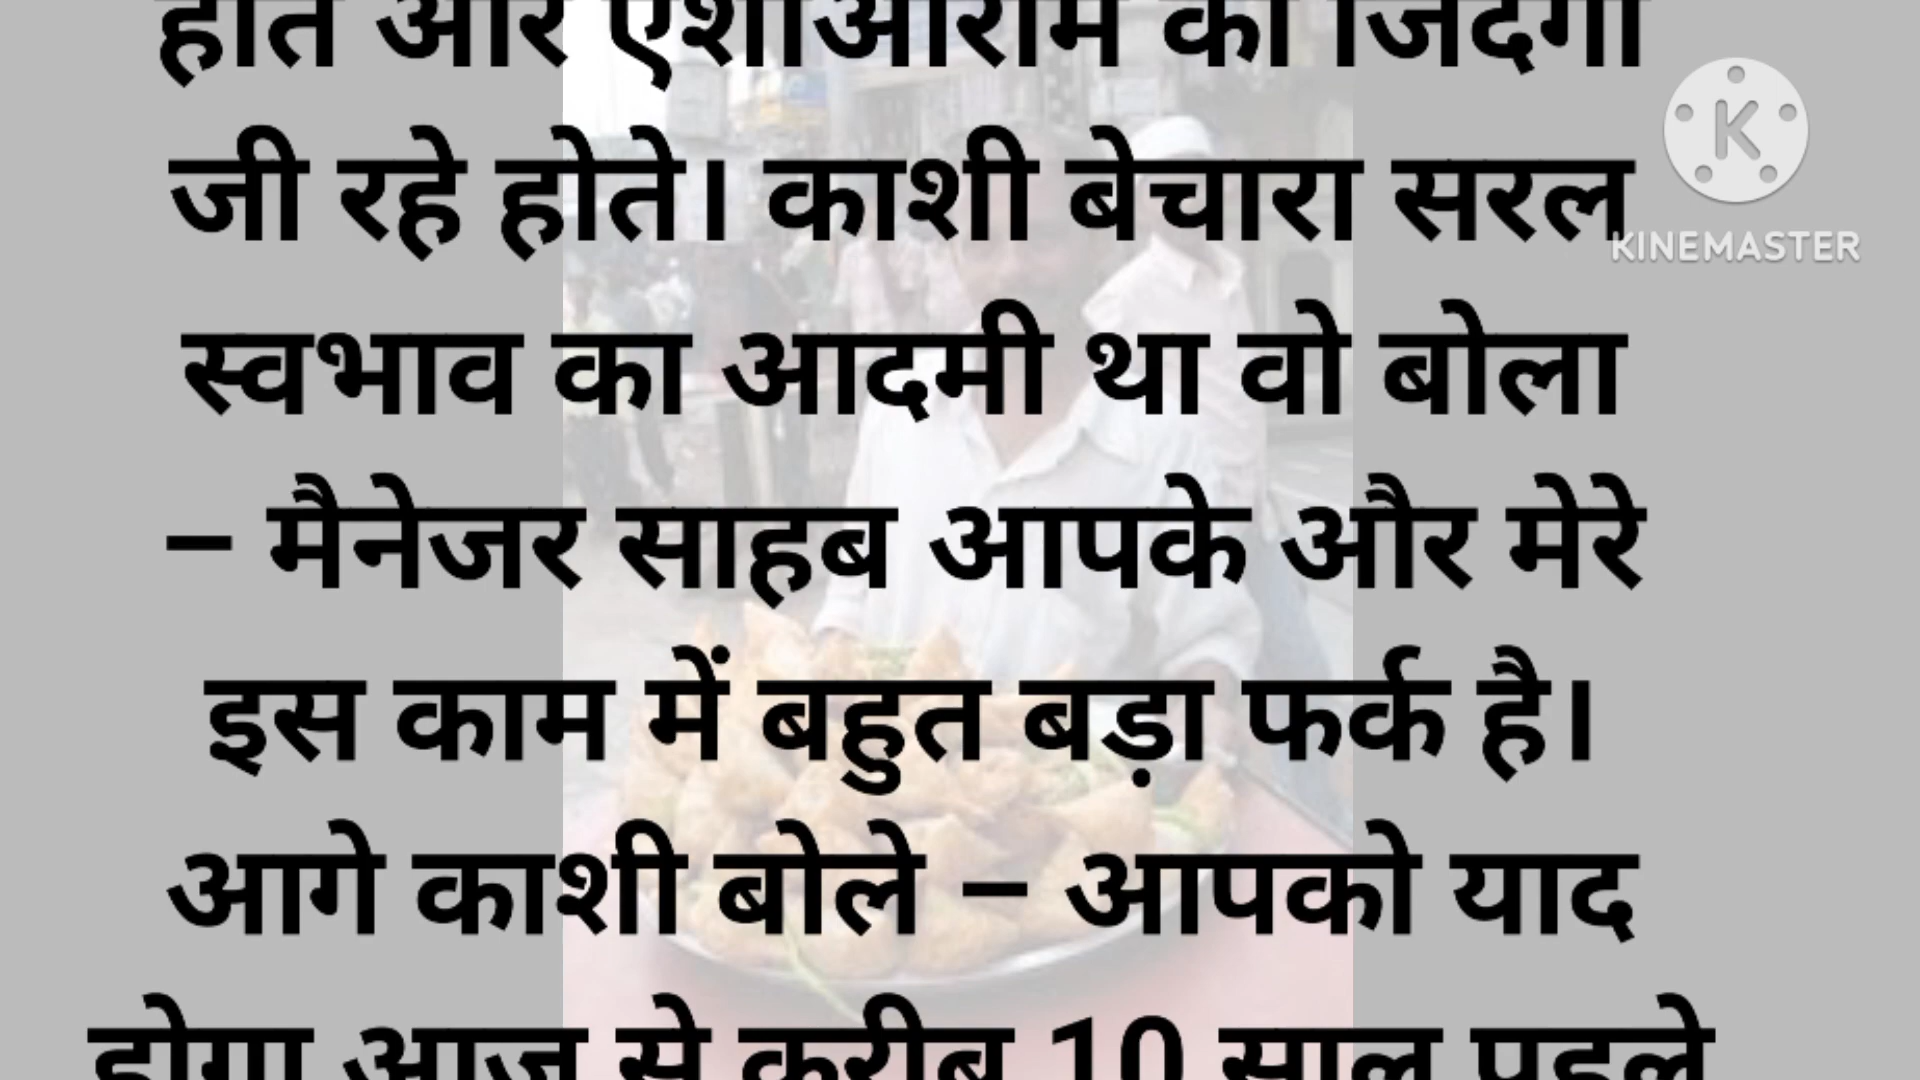 होते और एशोआराम की जिंदगी
जी रहे होते। काशी बेचारा सरल
KINEMASTER
स्वभाव का आदमी था वो बोला
– मैनेजर साहब आपके और मेरे
इस काम में बहुत बड़ा फर्क है।
आगे काशी बोले – आपको याद
होगा आज से करीब 10 साल पहले